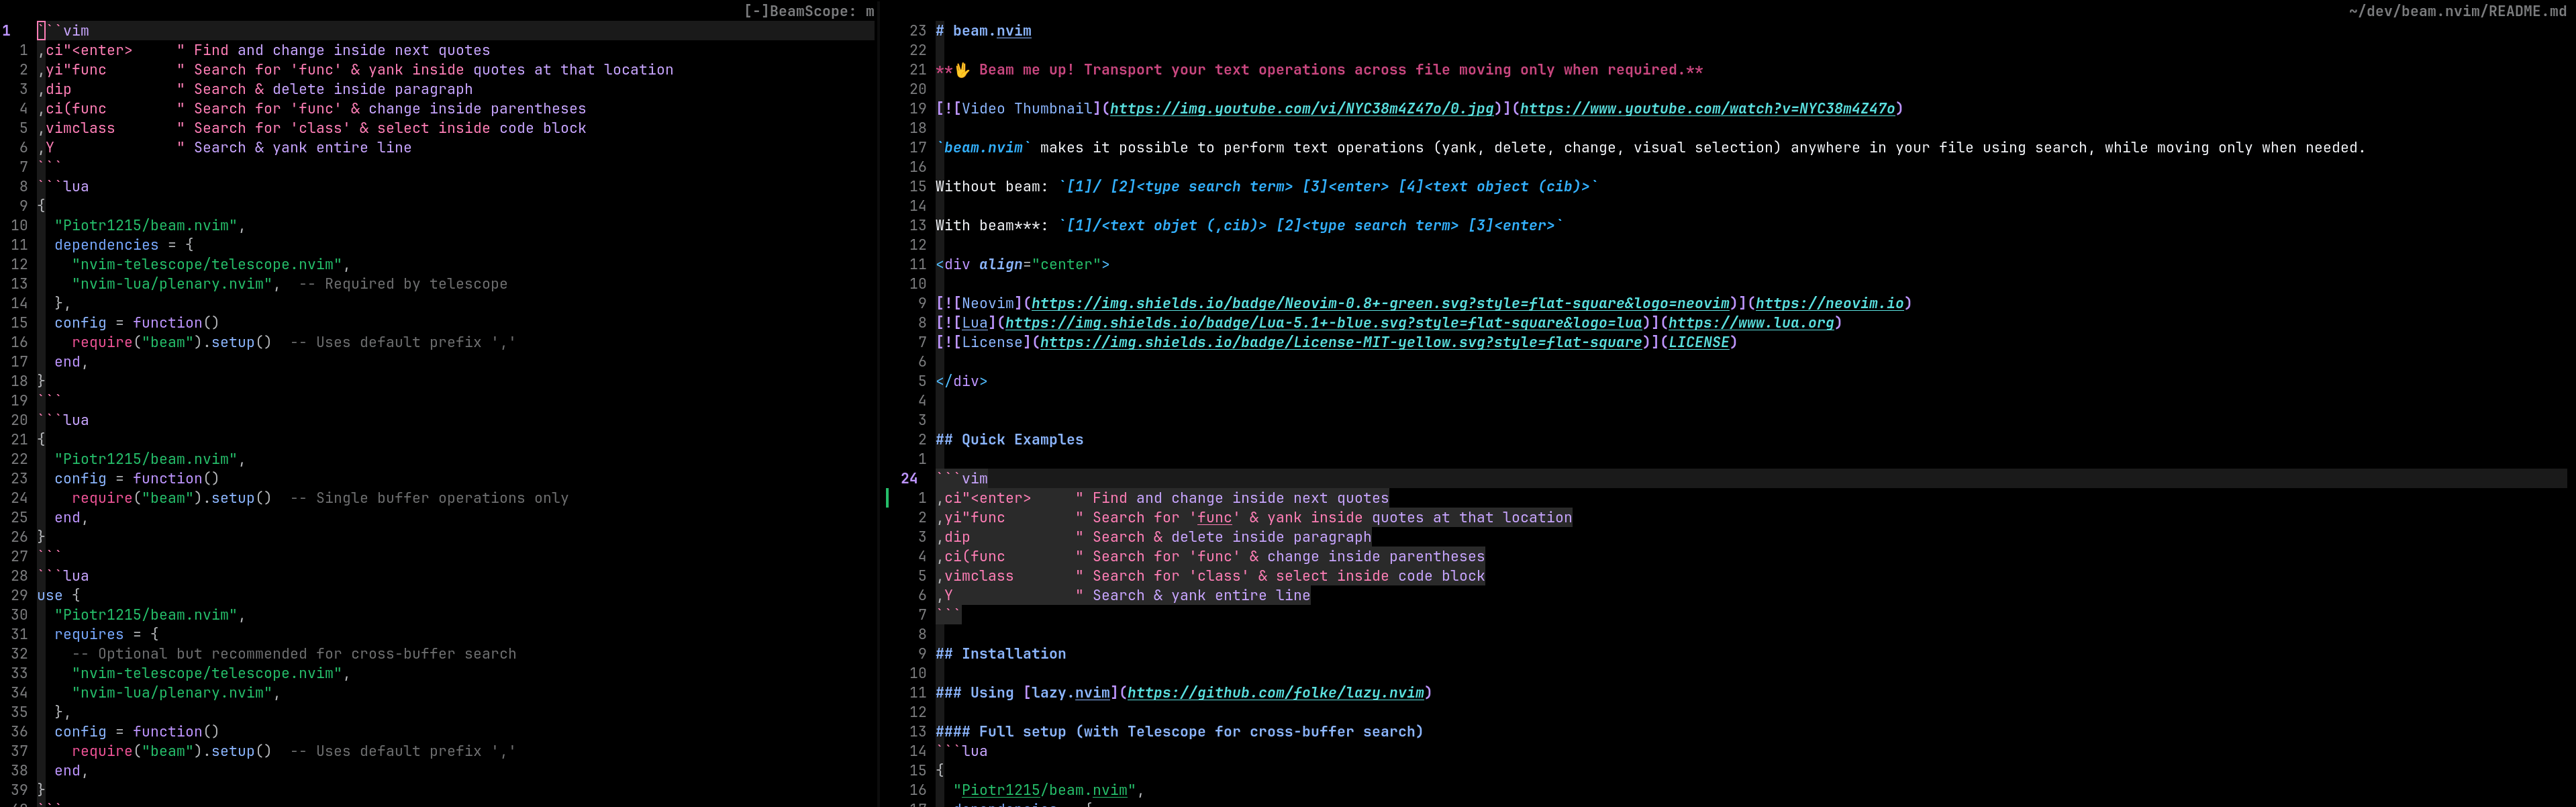 [-]BeamScope: m
1 ```vim
1 ,ci"<enter>     " Find and change inside next quotes
2 ,yi"func        " Search for 'func' & yank inside quotes at that location
3 ,dip            " Search & delete inside paragraph
4 ,ci(func        " Search for 'func' & change inside parentheses
5 ,vimclass       " Search for 'class' & select inside code block
6 ,Y              " Search & yank entire line
7 ```
8 ```lua
9 {
10   "Piotr1215/beam.nvim",
11   dependencies = {
12     "nvim-telescope/telescope.nvim",
13     "nvim-lua/plenary.nvim",  -- Required by telescope
14   },
15   config = function()
16     require("beam").setup()  -- Uses default prefix ','
17   end,
18 }
19 ```
20 ```lua
21 {
22   "Piotr1215/beam.nvim",
23   config = function()
24     require("beam").setup()  -- Single buffer operations only
25   end,
26 }
27 ```
28 ```lua
29 use {
30   "Piotr1215/beam.nvim",
31   requires = {
32     -- Optional but recommended for cross-buffer search
33     "nvim-telescope/telescope.nvim",
34     "nvim-lua/plenary.nvim",
35   },
36   config = function()
37     require("beam").setup()  -- Uses default prefix ','
38   end,
39 }
~/dev/beam.nvim/README.md
23 # beam.nvim
22
21 **🖖 Beam me up! Transport your text operations across file moving only when required.**
20
19 [![Video Thumbnail](https://img.youtube.com/vi/NYC38m4Z47o/0.jpg)](https://www.youtube.com/watch?v=NYC38m4Z47o)
18
17 `beam.nvim` makes it possible to perform text operations (yank, delete, change, visual selection) anywhere in your file using search, while moving only when needed.
16
15 Without beam: `[1]/ [2]<type search term> [3]<enter> [4]<text object (cib)>`
14
13 With beam***: `[1]/<text objet (,cib)> [2]<type search term> [3]<enter>`
12
11 <div align="center">
10
9 [![Neovim](https://img.shields.io/badge/Neovim-0.8+-green.svg?style=flat-square&logo=neovim)](https://neovim.io)
8 [![Lua](https://img.shields.io/badge/Lua-5.1+-blue.svg?style=flat-square&logo=lua)](https://www.lua.org)
7 [![License](https://img.shields.io/badge/License-MIT-yellow.svg?style=flat-square)](LICENSE)
6
5 </div>
4
3
2 ## Quick Examples
1
24 ```vim
1 ,ci"<enter>     " Find and change inside next quotes
2 ,yi"func        " Search for 'func' & yank inside quotes at that location
3 ,dip            " Search & delete inside paragraph
4 ,ci(func        " Search for 'func' & change inside parentheses
5 ,vimclass       " Search for 'class' & select inside code block
6 ,Y              " Search & yank entire line
7 ```
8
9 ## Installation
10
11 ### Using [lazy.nvim](https://github.com/folke/lazy.nvim)
12
13 #### Full setup (with Telescope for cross-buffer search)
14 ```lua
15 {
16   "Piotr1215/beam.nvim",